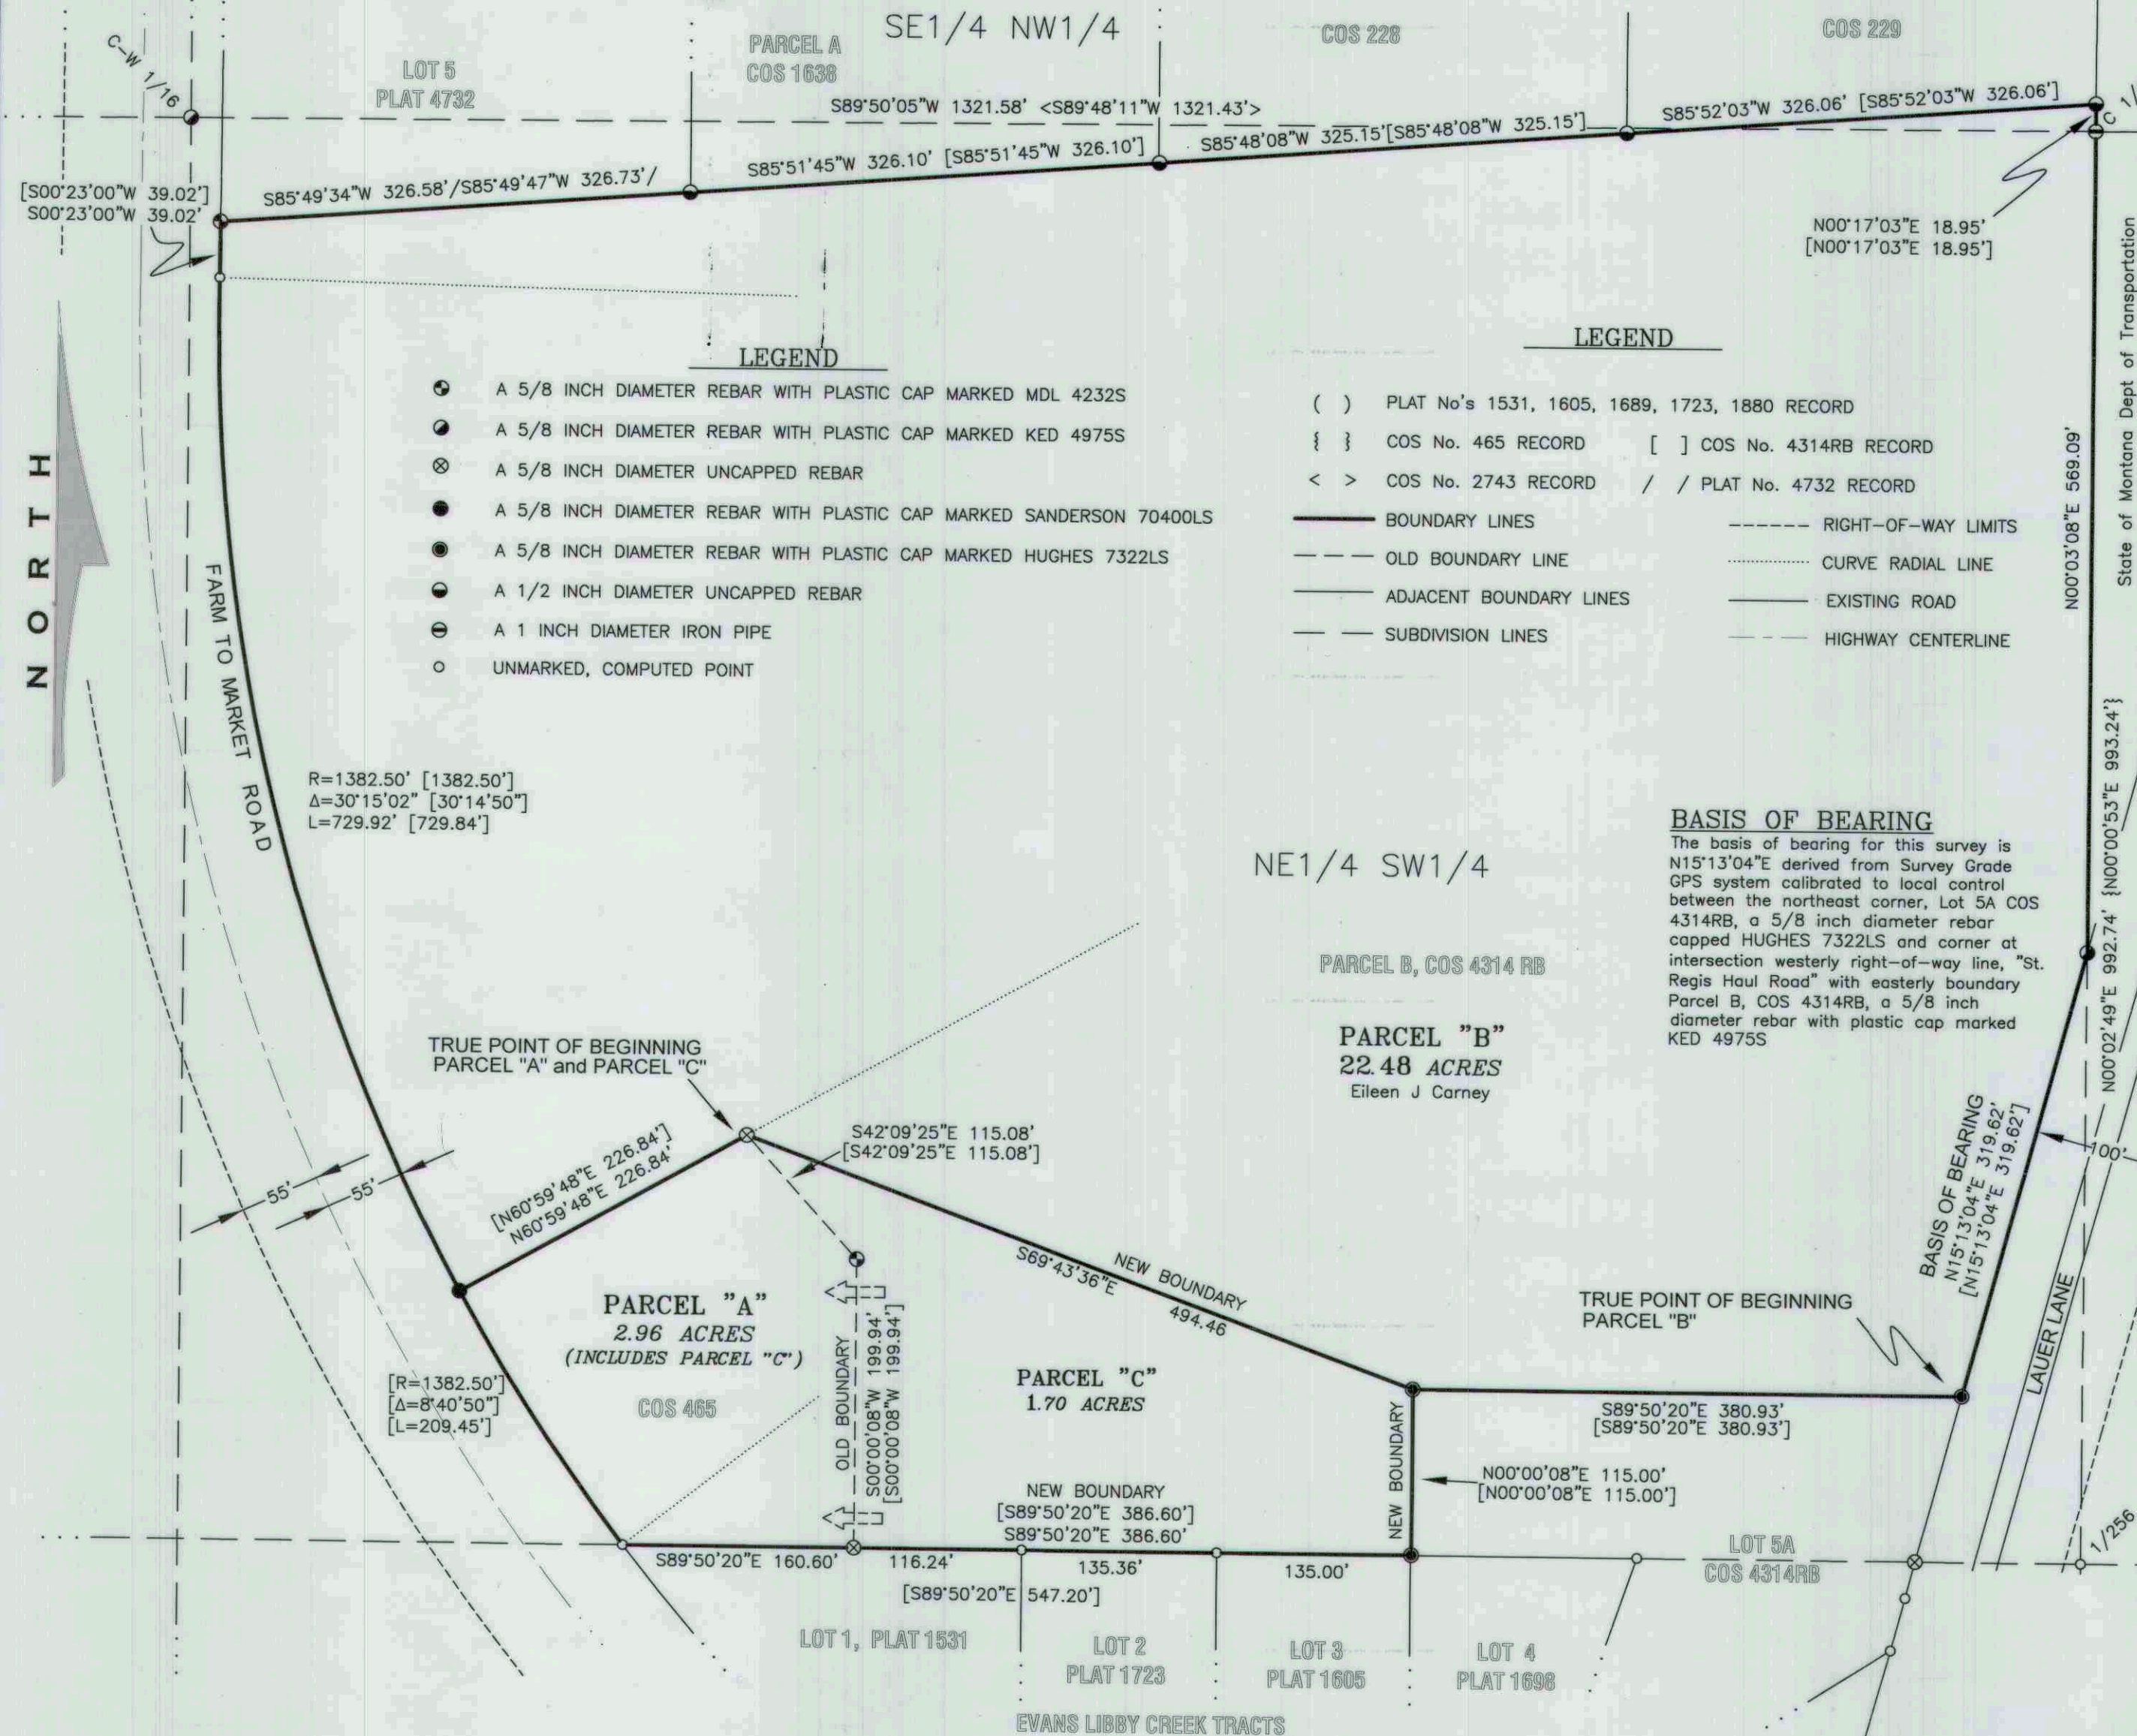 SE1/4 NW1/4
C-W 1/16
LOT 5
PLAT 4732
PARCEL A
COS 1638
COS 228
COS 229
S89°50'05"W 1321.58' <S89°48'11"W 1321.43'>
S85°52'03"W 326.06' [S85°52'03"W 326.06']
C 1/
S85°48'08"W 325.15'[S85°48'08"W 325.15']
S85°51'45"W 326.10' [S85°51'45"W 326.10']
S85°49'34"W 326.58'/S85°49'47"W 326.73'/
[S00°23'00"W 39.02']
S00°23'00"W 39.02'
N00°17'03"E 18.95'
[N00°17'03"E 18.95']
State of Montana Dept of Transportation
NORTH
LEGEND
A 5/8 INCH DIAMETER REBAR WITH PLASTIC CAP MARKED MDL 4232S
A 5/8 INCH DIAMETER REBAR WITH PLASTIC CAP MARKED KED 4975S
A 5/8 INCH DIAMETER UNCAPPED REBAR
A 5/8 INCH DIAMETER REBAR WITH PLASTIC CAP MARKED SANDERSON 70400LS
A 5/8 INCH DIAMETER REBAR WITH PLASTIC CAP MARKED HUGHES 7322LS
A 1/2 INCH DIAMETER UNCAPPED REBAR
A 1 INCH DIAMETER IRON PIPE
UNMARKED, COMPUTED POINT
LEGEND
( ) PLAT No's 1531, 1605, 1689, 1723, 1880 RECORD
{ } COS No. 465 RECORD [ ] COS No. 4314RB RECORD
< > COS No. 2743 RECORD / / PLAT No. 4732 RECORD
BOUNDARY LINES
RIGHT-OF-WAY LIMITS
OLD BOUNDARY LINE
CURVE RADIAL LINE
ADJACENT BOUNDARY LINES
EXISTING ROAD
SUBDIVISION LINES
HIGHWAY CENTERLINE
N00°03'08"E 569.09'
FARM TO MARKET ROAD
R=1382.50' [1382.50']
Δ=30°15'02" [30°14'50"]
L=729.92' [729.84']
NE1/4 SW1/4
BASIS OF BEARING
The basis of bearing for this survey is
N15°13'04"E derived from Survey Grade
GPS system calibrated to local control
between the northeast corner, Lot 5A COS
4314RB, a 5/8 inch diameter rebar
capped HUGHES 7322LS and corner at
intersection westerly right-of-way line, "St.
Regis Haul Road" with easterly boundary
Parcel B, COS 4314RB, a 5/8 inch
diameter rebar with plastic cap marked
KED 4975S
N00°02'49"E 992.74' {N00°00'53"E 993.24'}
PARCEL B, COS 4314 RB
PARCEL "B"
22.48 ACRES
Eileen J Carney
TRUE POINT OF BEGINNING
PARCEL "A" and PARCEL "C"
S42°09'25"E 115.08'
[S42°09'25"E 115.08']
[N60°59'48"E 226.84']
N60°59'48"E 226.84'
55'
55'
BASIS OF BEARING
N15°13'04"E 319.62'
[N15°13'04"E 319.62']
100'
NEW BOUNDARY
S69°43'36"E
494.46
PARCEL "A"
2.96 ACRES
(INCLUDES PARCEL "C")
COS 465
OLD BOUNDARY
S00°00'08"W 199.94'
[S00°00'08"W 199.94']
PARCEL "C"
1.70 ACRES
TRUE POINT OF BEGINNING
PARCEL "B"
LAUER LANE
[R=1382.50']
[Δ=8°40'50"]
[L=209.45']
S89°50'20"E 380.93'
[S89°50'20"E 380.93']
NEW BOUNDARY
N00°00'08"E 115.00'
[N00°00'08"E 115.00']
NEW BOUNDARY
[S89°50'20"E 386.60']
S89°50'20"E 386.60'
S89°50'20"E 160.60'
116.24'
135.36'
135.00'
[S89°50'20"E 547.20']
LOT 5A
COS 4314RB
1/256
LOT 1, PLAT 1531
LOT 2
PLAT 1723
LOT 3
PLAT 1605
LOT 4
PLAT 1698
EVANS LIBBY CREEK TRACTS